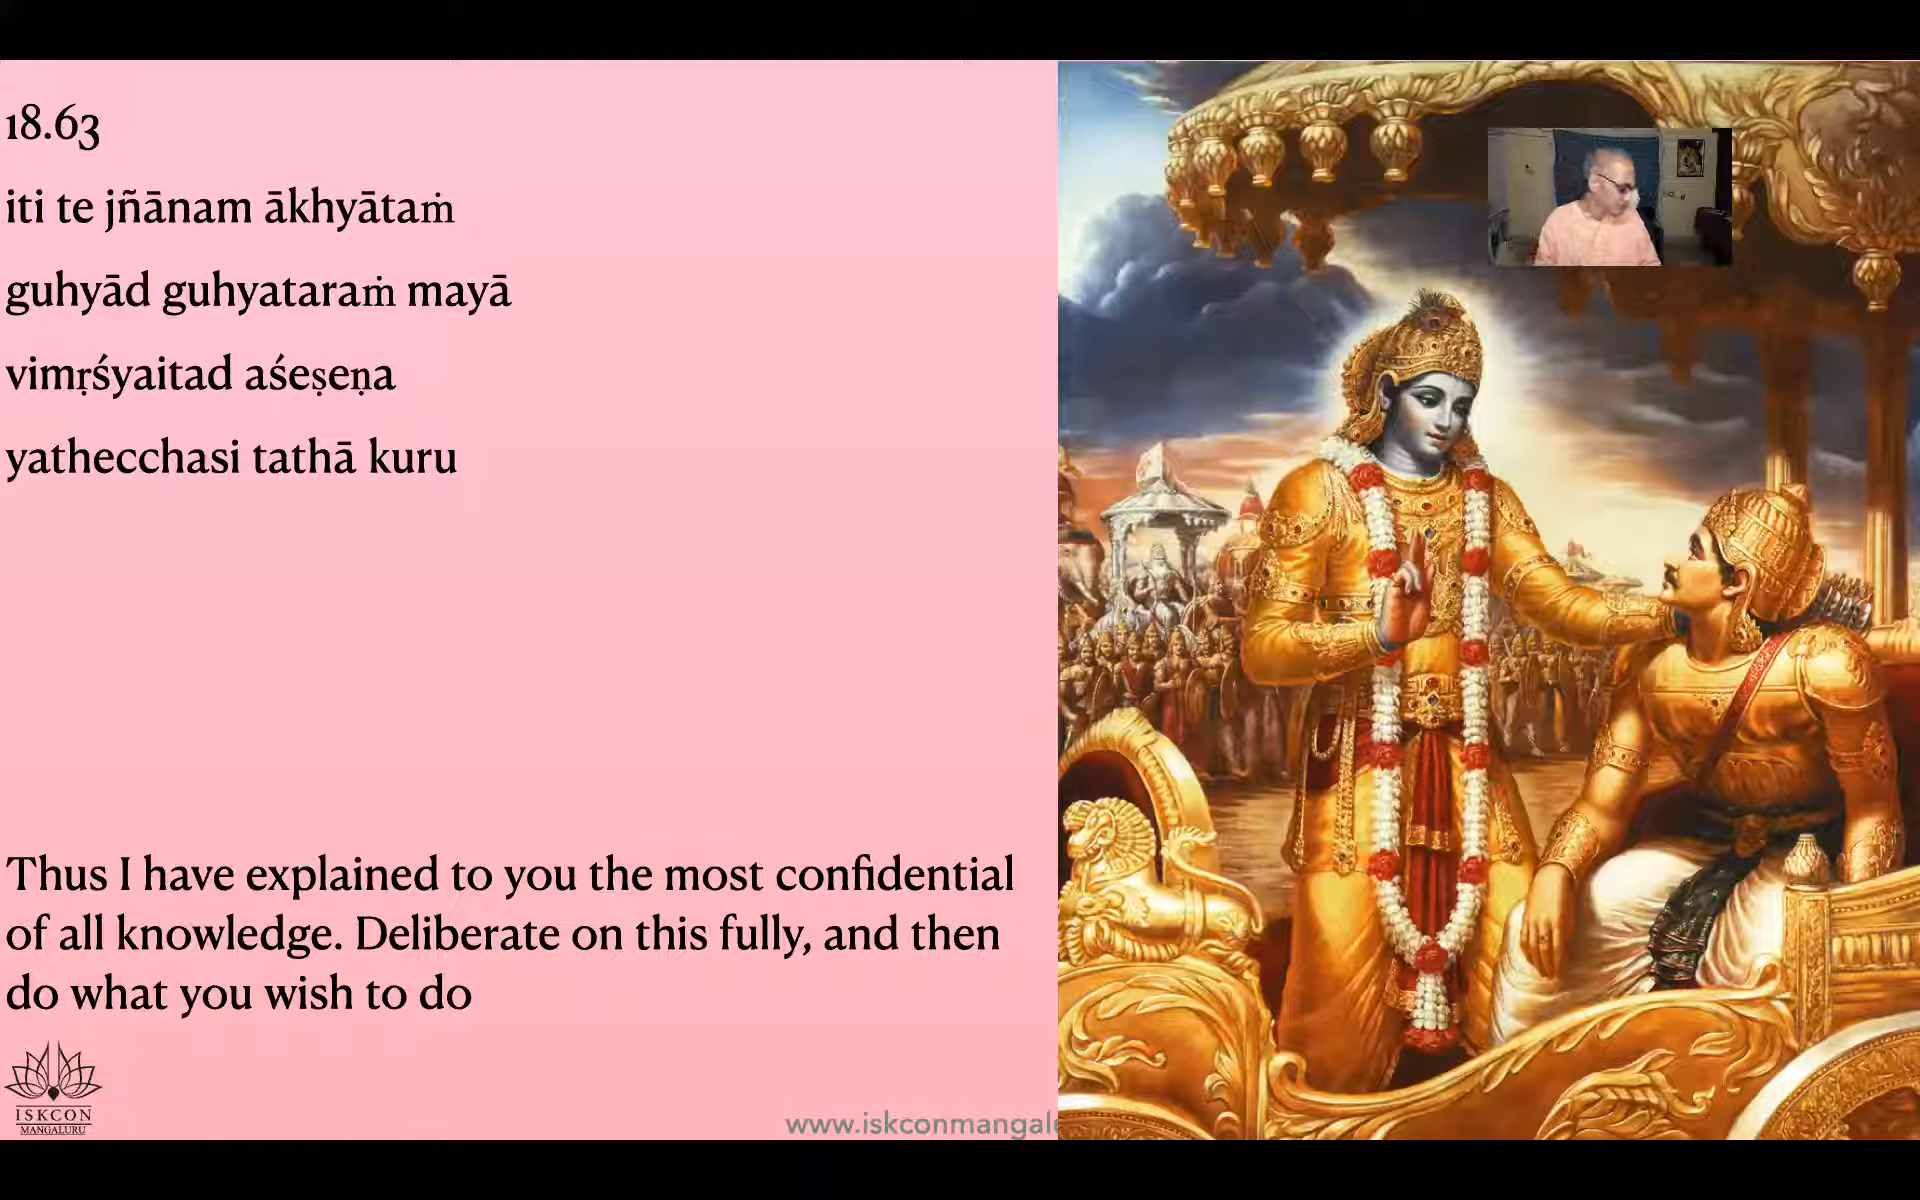 18.63
iti te jñānam ākhyātaṁ
guhyād guhyataraṁ mayā
vimṛśyaitad aśeṣeṇa
yathecchasi tathā kuru
Thus I have explained to you the most confidential
of all knowledge. Deliberate on this fully, and then
do what you wish to do
ISKCON
MANGALURU
www.iskconmangal